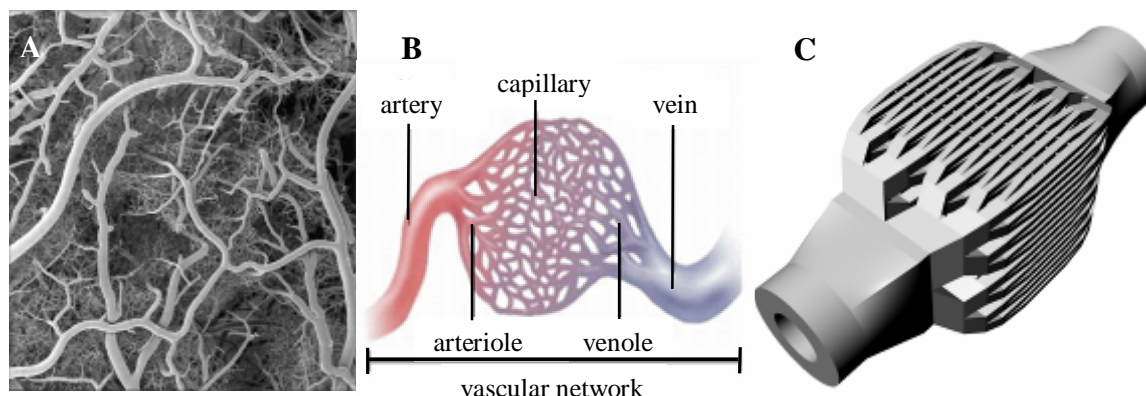 A
B
C
capillary
artery
vein
arteriole
venole
vascular network